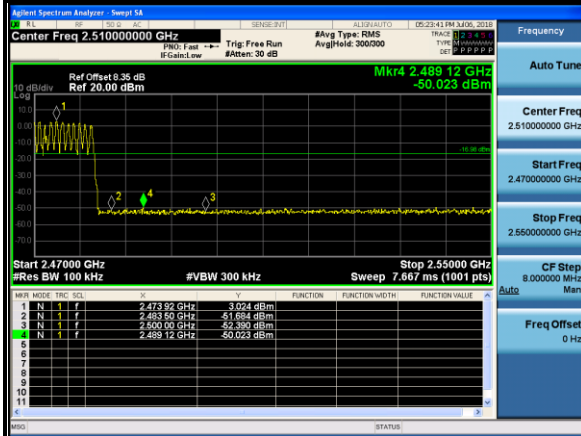 Agilent Spectrum Analyzer - Swept SA
RL RF 50 Ω AC SENSE:INT ALIGNAUTO 05:23:41 PM Jul 06, 2018
Center Freq 2.510000000 GHz #Avg Type: RMS TRACE 1 2 3 4 5 6
PNO: Fast Trig: Free Run Avg|Hold: 300/300 TYPE M
IFGain:Low #Atten: 30 dB DET P P P P P P
Mkr4 2.489 12 GHz
-50.023 dBm
Ref Offset 8.35 dB
10 dB/div Ref 20.00 dBm
Log
10.0
0.00
-10.0
-20.0
-30.0
-40.0
-50.0
-60.0
-70.0
1
2
4
3
Start 2.47000 GHz Stop 2.55000 GHz
#Res BW 100 kHz #VBW 300 kHz Sweep 7.667 ms (1001 pts)
MKR MODE TRC SCL X Y FUNCTION FUNCTION WIDTH FUNCTION VALUE
1 N 1 f 2.473 92 GHz 3.024 dBm
2 N 1 f 2.483 50 GHz -51.684 dBm
3 N 1 f 2.500 00 GHz -52.390 dBm
4 N 1 f 2.489 12 GHz -50.023 dBm
5
6
7
8
9
10
11
MSG STATUS
Frequency
Auto Tune
Center Freq
2.510000000 GHz
Start Freq
2.470000000 GHz
Stop Freq
2.550000000 GHz
CF Step
8.000000 MHz
Auto Man
Freq Offset
0 Hz